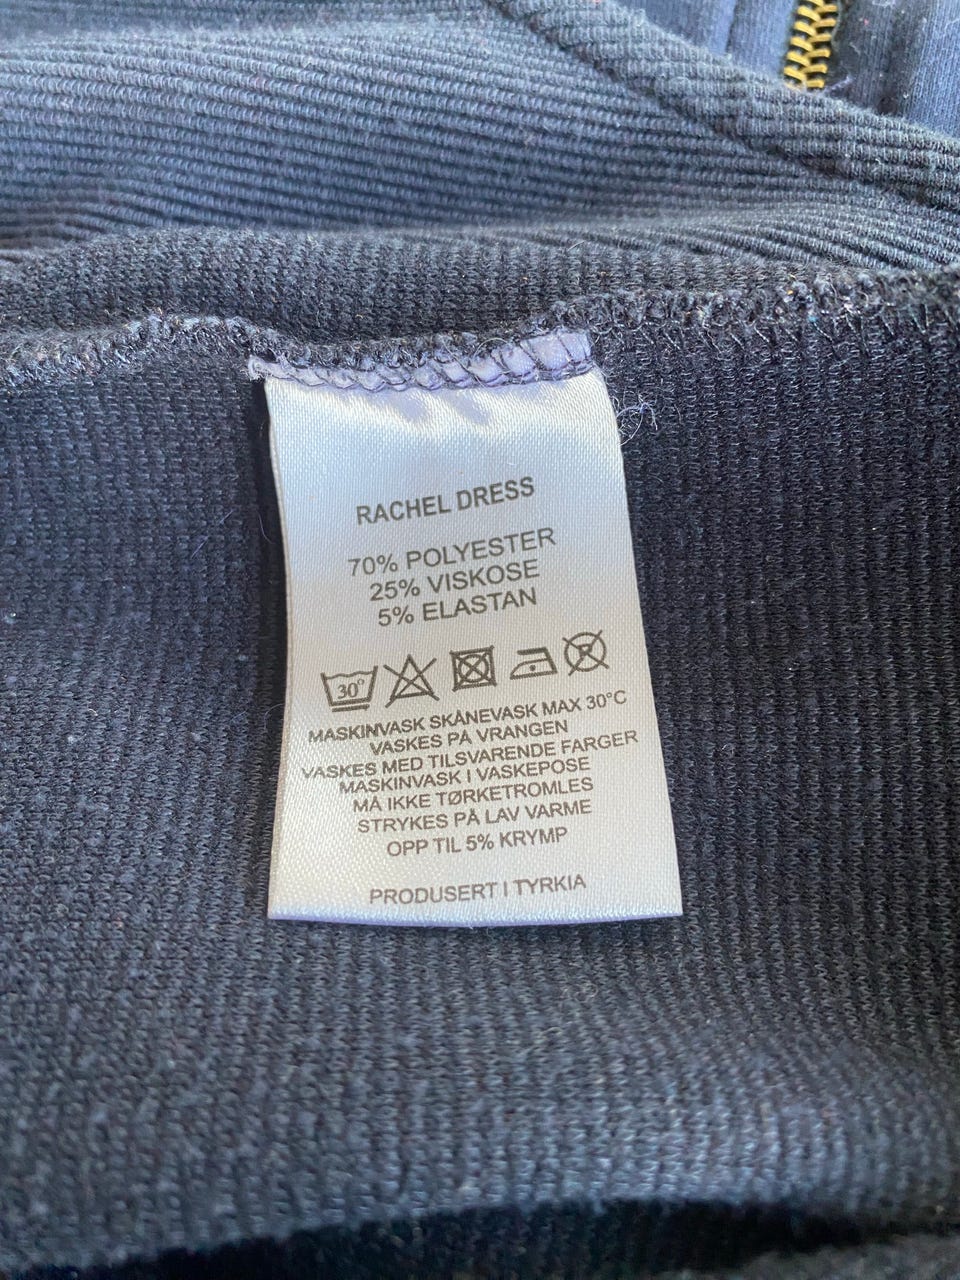 RACHEL DRESS
70% POLYESTER
25% VISKOSE
5% ELASTAN
30°
MASKINVASK SKÅNEVASK MAX 30°C
VASKES PÅ VRANGEN
VASKES MED TILSVARENDE FARGER
MASKINVASK I VASKEPOSE
MÅ IKKE TØRKETROMLES
STRYKES PÅ LAV VARME
OPP TIL 5% KRYMP
PRODUSERT I TYRKIA